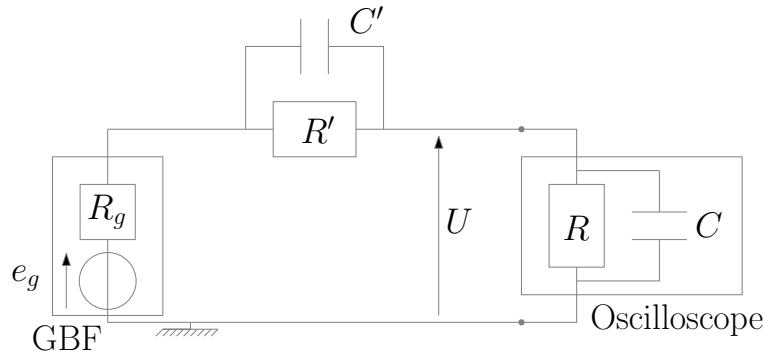 C′
R′
R_g
U
R
C
e_g
Oscilloscope
GBF